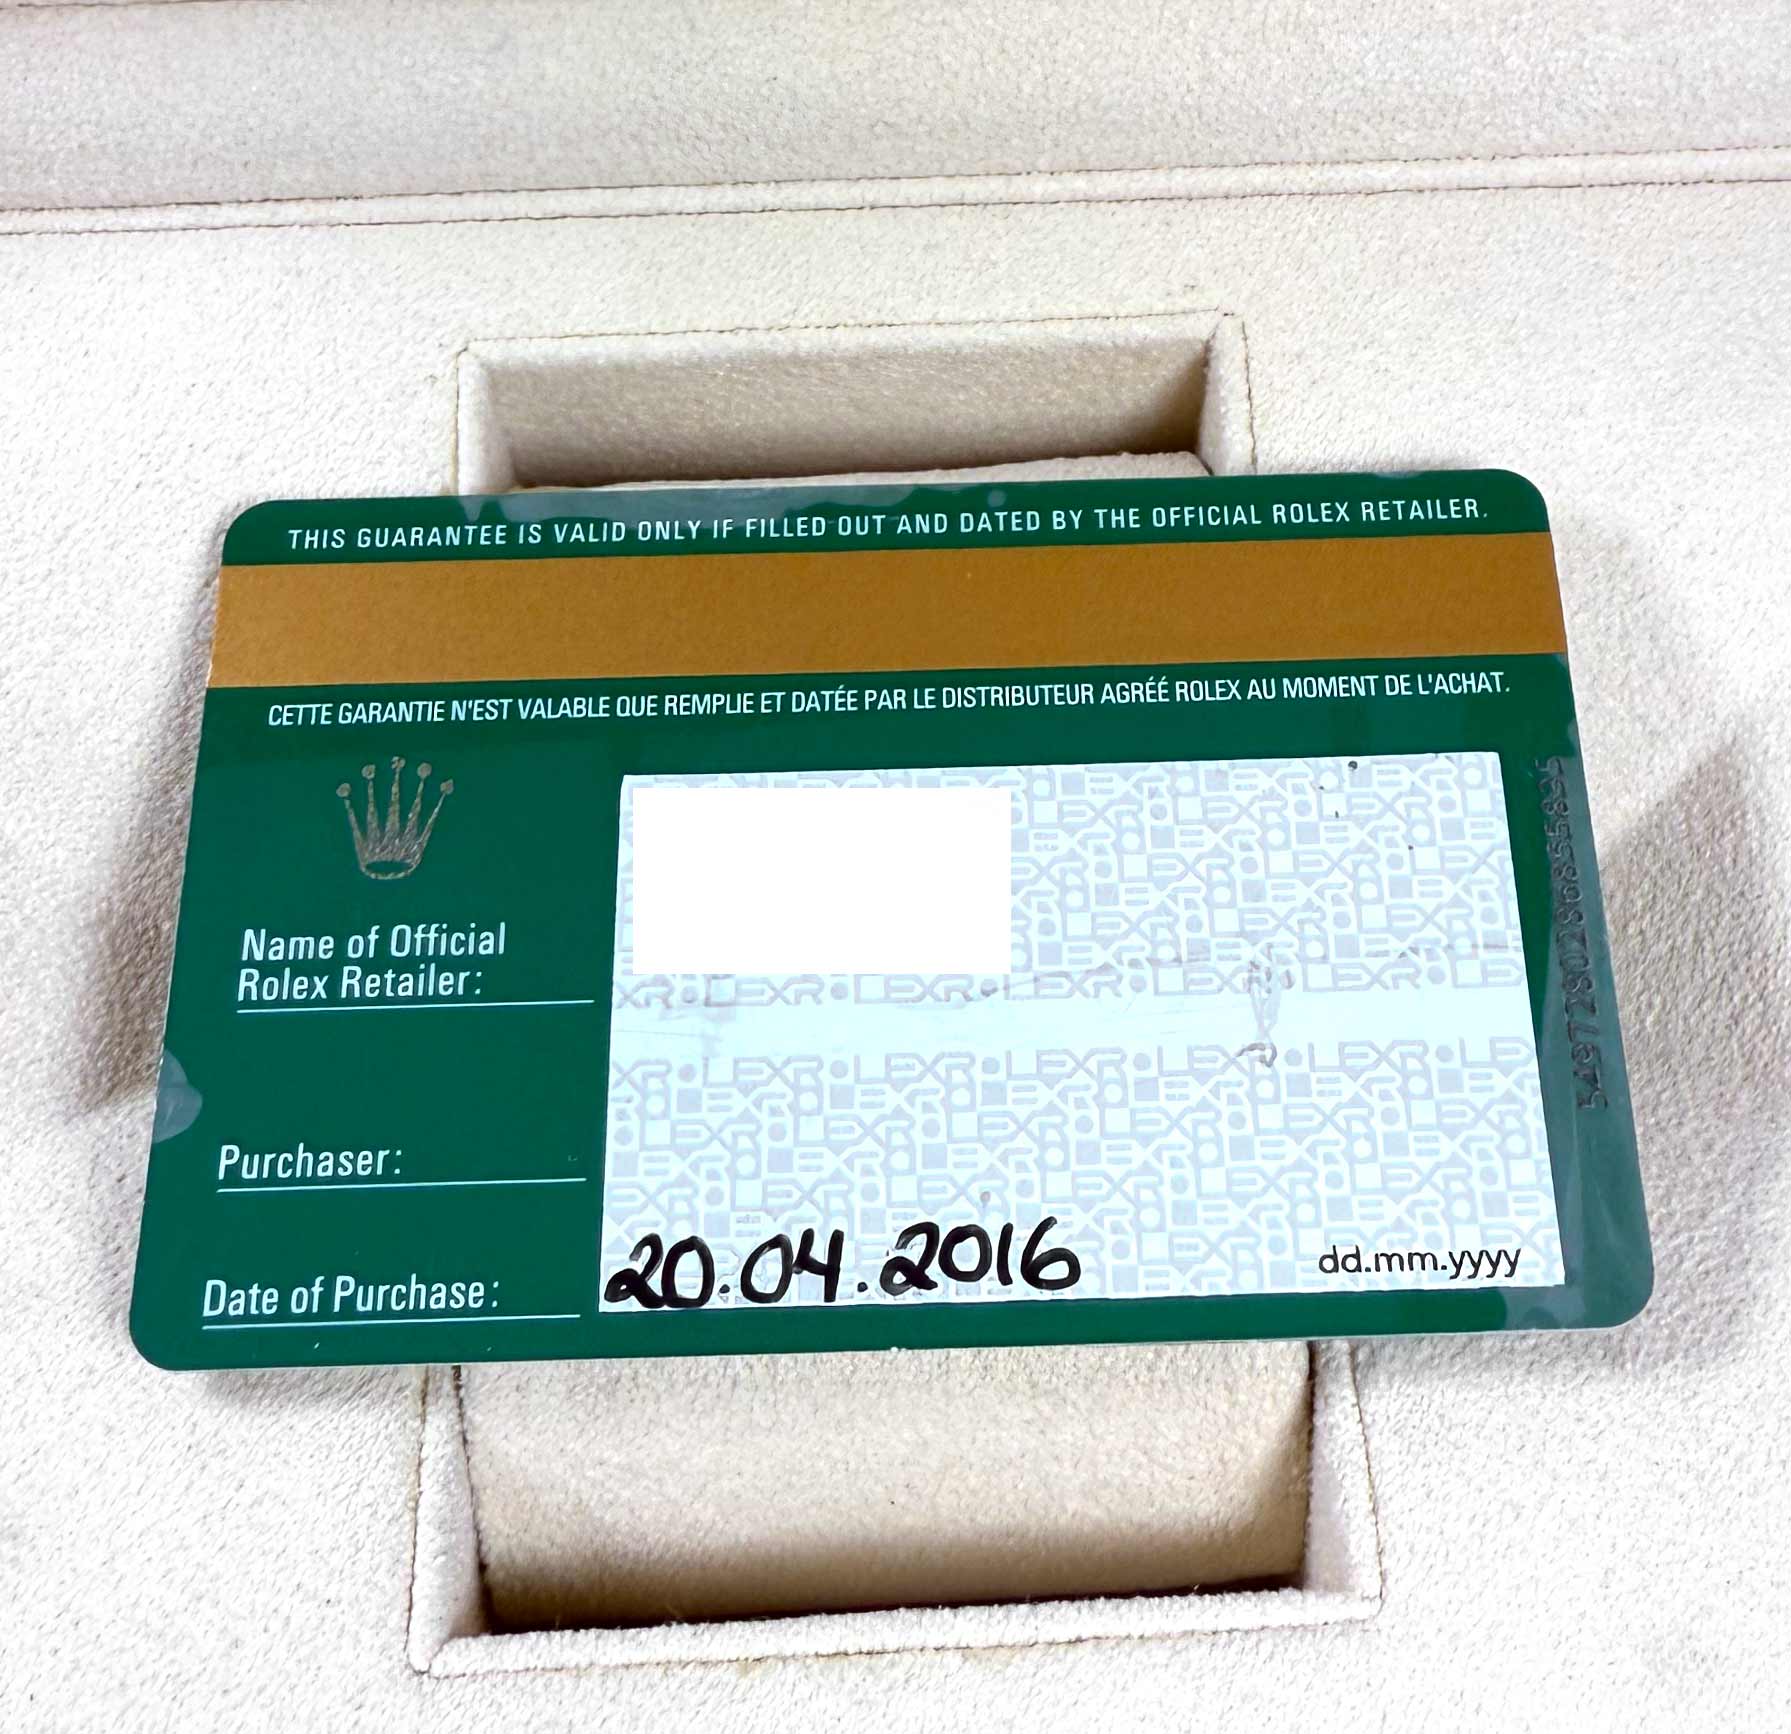 THIS GUARANTEE IS VALID ONLY IF FILLED OUT AND DATED BY THE OFFICIAL ROLEX RETAILER.
CETTE GARANTIE N'EST VALABLE QUE REMPLIE ET DATÉE PAR LE DISTRIBUTEUR AGRÉÉ ROLEX AU MOMENT DE L'ACHAT.
Name of Official
Rolex Retailer:
Purchaser:
Date of Purchase:
20.04.2016
dd.mm.yyyy